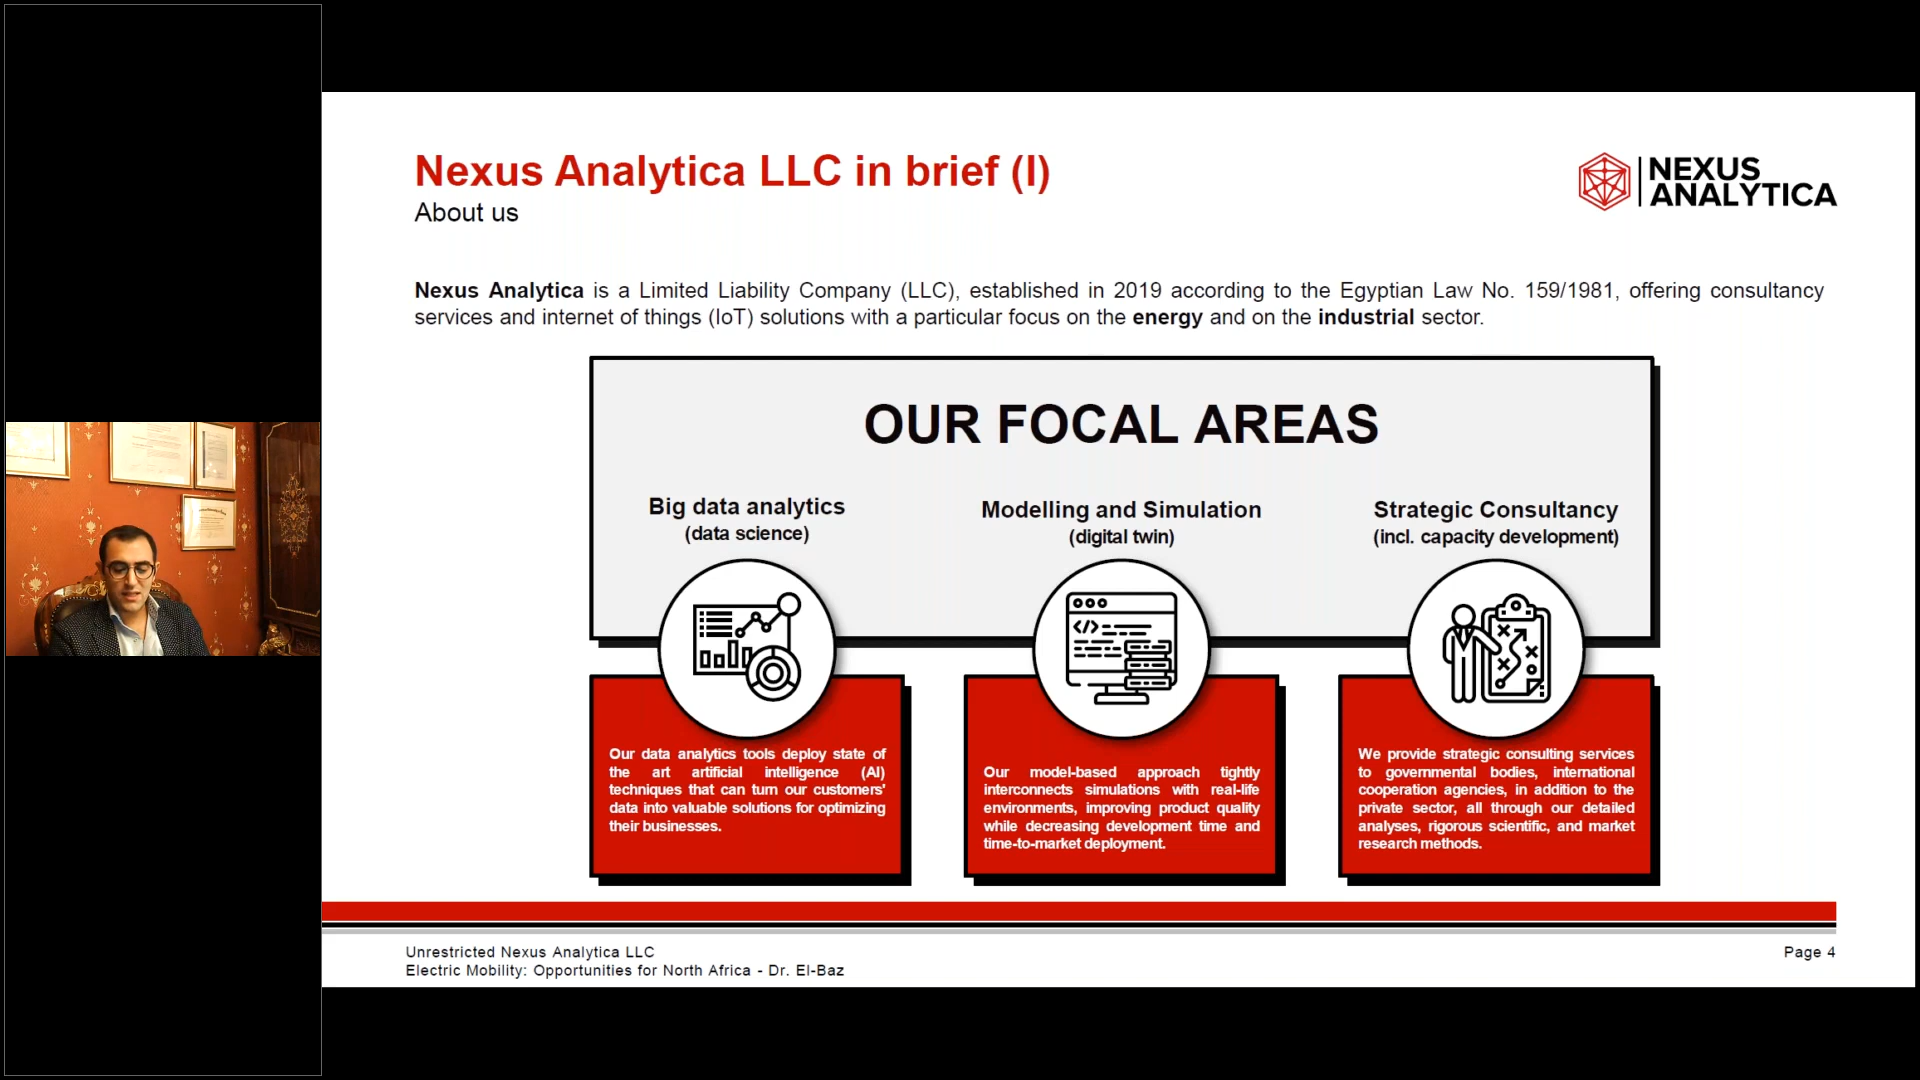 Nexus Analytica LLC in brief (I)
About us
NEXUS
ANALYTICA
Nexus Analytica is a Limited Liability Company (LLC), established in 2019 according to the Egyptian Law No. 159/1981, offering consultancy
services and internet of things (IoT) solutions with a particular focus on the energy and on the industrial sector.
OUR FOCAL AREAS
Big data analytics
(data science)
Modelling and Simulation
(digital twin)
Strategic Consultancy
(incl. capacity development)
Our data analytics tools deploy state of
the art artificial intelligence (AI)
techniques that can turn our customers'
data into valuable solutions for optimizing
their businesses.
Our model-based approach tightly
interconnects simulations with real-life
environments, improving product quality
while decreasing development time and
time-to-market deployment.
We provide strategic consulting services
to governmental bodies, international
cooperation agencies, in addition to the
private sector, all through our detailed
analyses, rigorous scientific, and market
research methods.
Unrestricted Nexus Analytica LLC
Electric Mobility: Opportunities for North Africa - Dr. El-Baz
Page 4